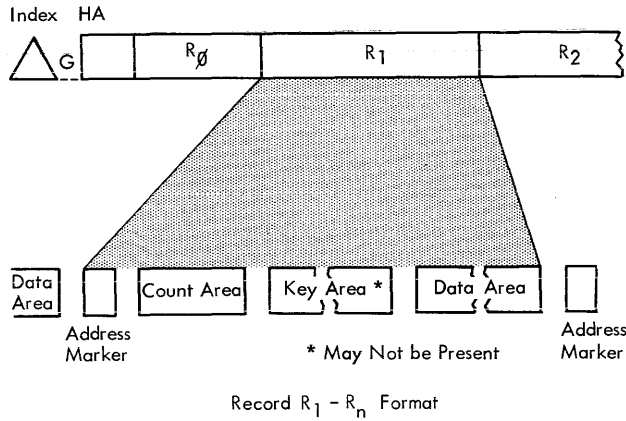 Index HA
G R0 R1 R2
Data Area
Count Area
Key Area *
Data Area
Address Marker
* May Not be Present
Address Marker
Record R1 - Rn Format